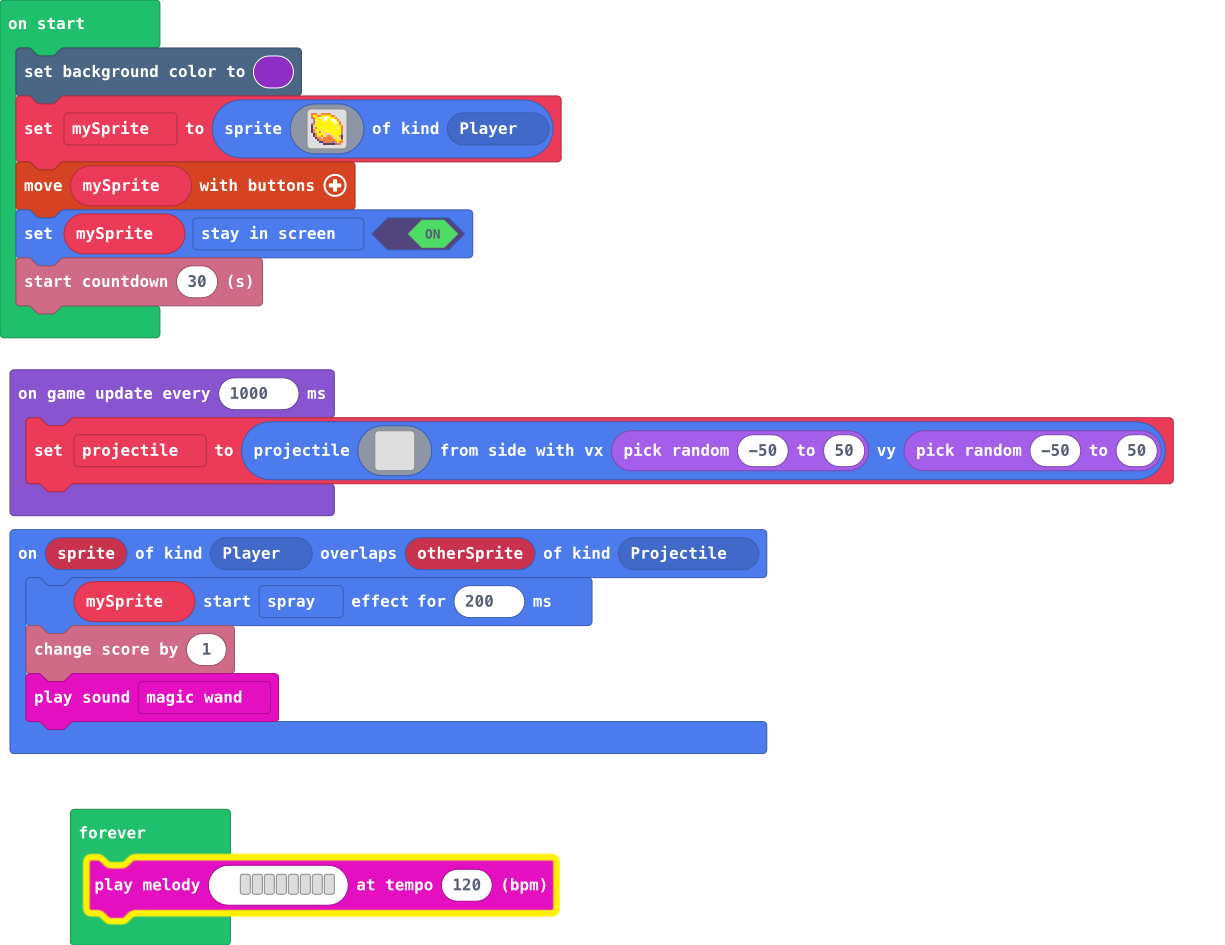 on start
set background color to
set mySprite to sprite of kind Player
move mySprite with buttons
set mySprite stay in screen ON
start countdown 30 (s)
on game update every 1000 ms
set projectile to projectile from side with vx pick random -50 to 50 vy pick random -50 to 50
on sprite of kind Player overlaps otherSprite of kind Projectile
mySprite start spray effect for 200 ms
change score by 1
play sound magic wand
forever
play melody at tempo 120 (bpm)